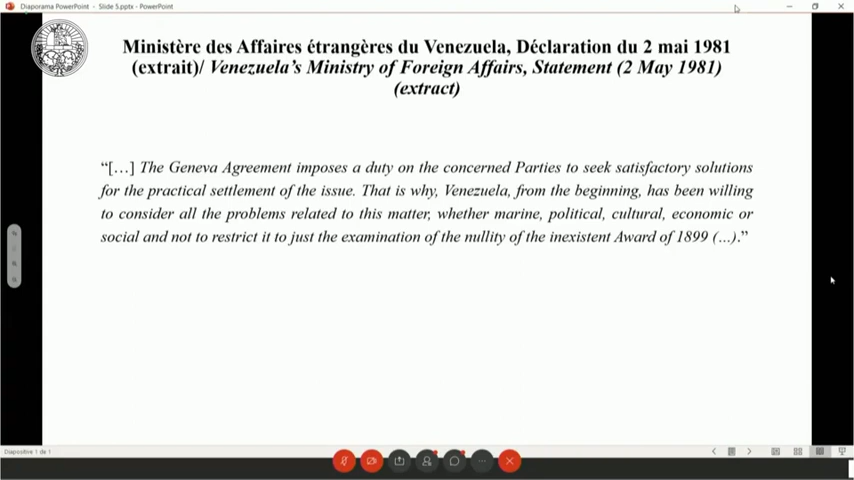 Diaporama PowerPoint - Slide 5.pptx - PowerPoint
Ministère des Affaires étrangères du Venezuela, Déclaration du 2 mai 1981
(extrait)/ Venezuela's Ministry of Foreign Affairs, Statement (2 May 1981)
(extract)
“[…] The Geneva Agreement imposes a duty on the concerned Parties to seek satisfactory solutions
for the practical settlement of the issue. That is why, Venezuela, from the beginning, has been willing
to consider all the problems related to this matter, whether marine, political, cultural, economic or
social and not to restrict it to just the examination of the nullity of the inexistent Award of 1899 (…).”
Diapositive 1 de 1